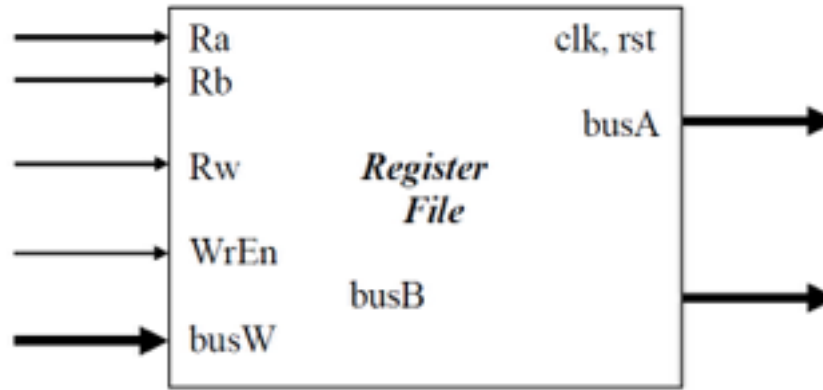 Ra
clk, rst
Rb
busA
Rw
Register
File
WrEn
busB
busW